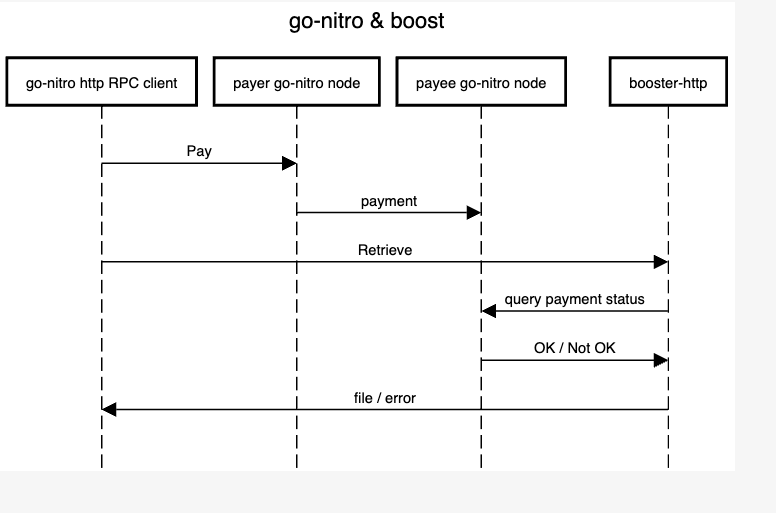 go-nitro & boost
go-nitro http RPC client
payer go-nitro node
payee go-nitro node
booster-http
Pay
payment
Retrieve
query payment status
OK / Not OK
file / error